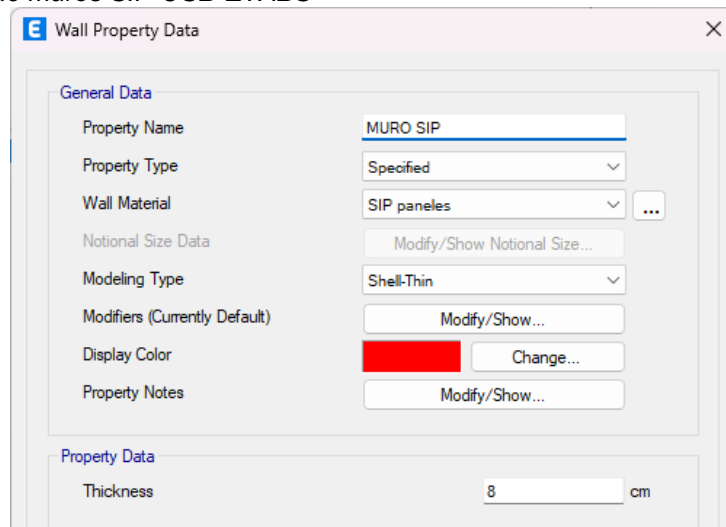 Wall Property Data
General Data
Property Name MURO SIP
Property Type Specified
Wall Material SIP paneles ...
Notional Size Data Modify/Show Notional Size...
Modeling Type Shell-Thin
Modifiers (Currently Default) Modify/Show...
Display Color Change...
Property Notes Modify/Show...
Property Data
Thickness 8 cm